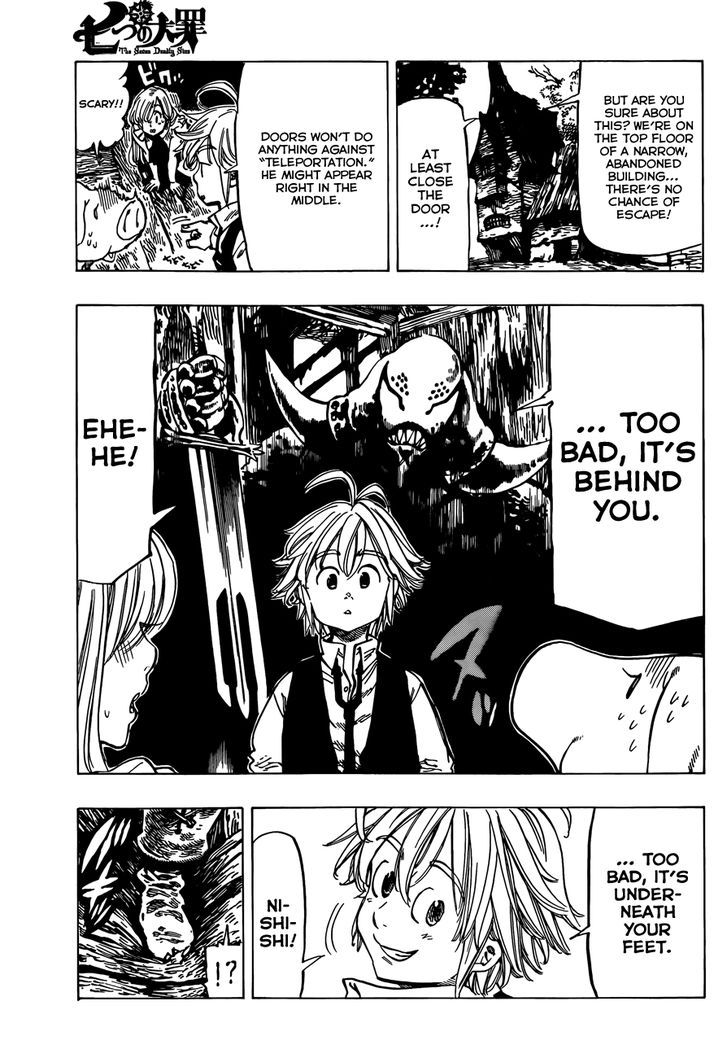 七つの大罪
The Seven Deadly Sins
BUT ARE YOU
SURE ABOUT
THIS? WE'RE ON
THE TOP FLOOR
OF A NARROW,
ABANDONED
BUILDING...
THERE'S NO
CHANCE OF
ESCAPE!
AT
LEAST
CLOSE
THE
DOOR
...!
DOORS WON'T DO
ANYTHING AGAINST
"TELEPORTATION."
HE MIGHT APPEAR
RIGHT IN THE
MIDDLE.
SCARY!!
ビクッ
... TOO
BAD, IT'S
BEHIND
YOU.
EHE-
HE!
... TOO
BAD, IT'S
UNDER-
NEATH
YOUR
FEET.
NI-
SHI-
SHI!
!?